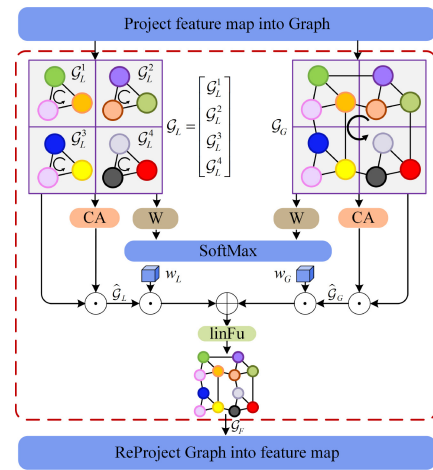 Project feature map into Graph
𝒢_L^1 𝒢_L^2
𝒢_L^3 𝒢_L^4
𝒢_L = [𝒢_L^1 𝒢_L^2 𝒢_L^3 𝒢_L^4]
𝒢_G
CA W W CA
SoftMax
w_L w_G
𝒢̂_L 𝒢̂_G
linFu
𝒢_F
ReProject Graph into feature map